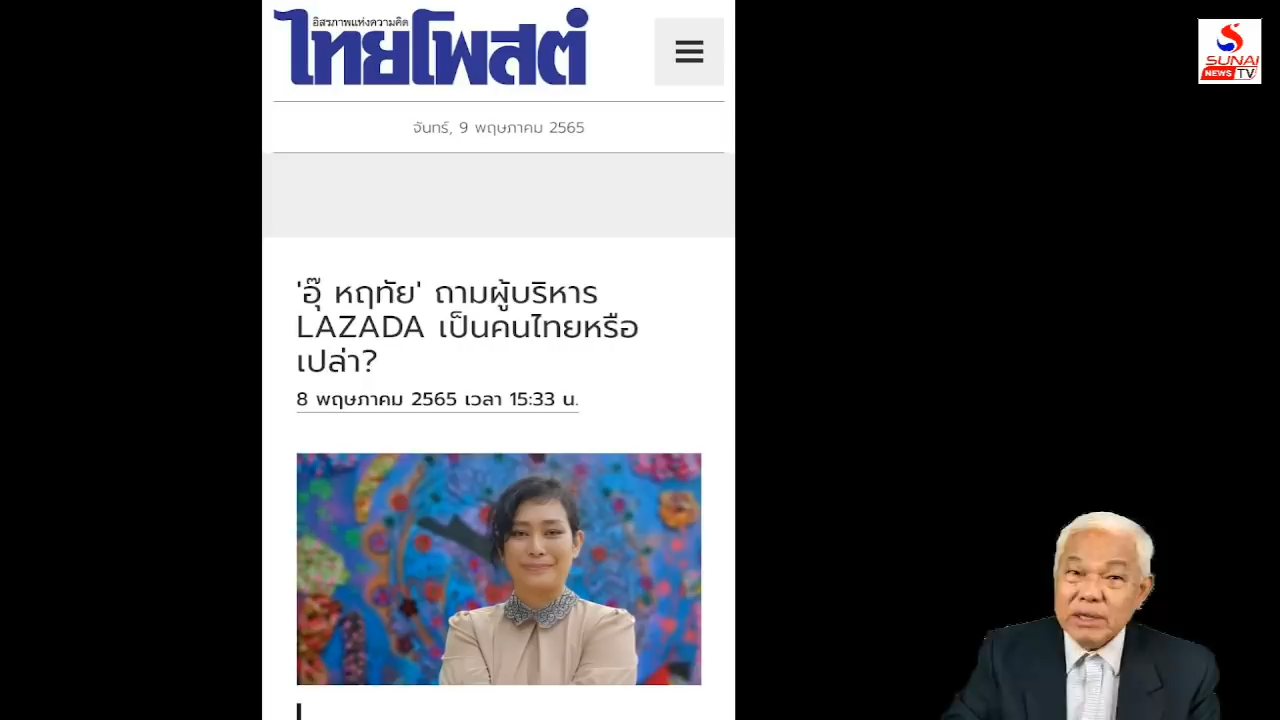 อิสรภาพแห่งความคิด
ไทยโพสต์
SUNAI
NEWS TV
จันทร์, 9 พฤษภาคม 2565
'อุ๊ หฤทัย' ถามผู้บริหาร
LAZADA เป็นคนไทยหรือ
เปล่า?
8 พฤษภาคม 2565 เวลา 15:33 น.